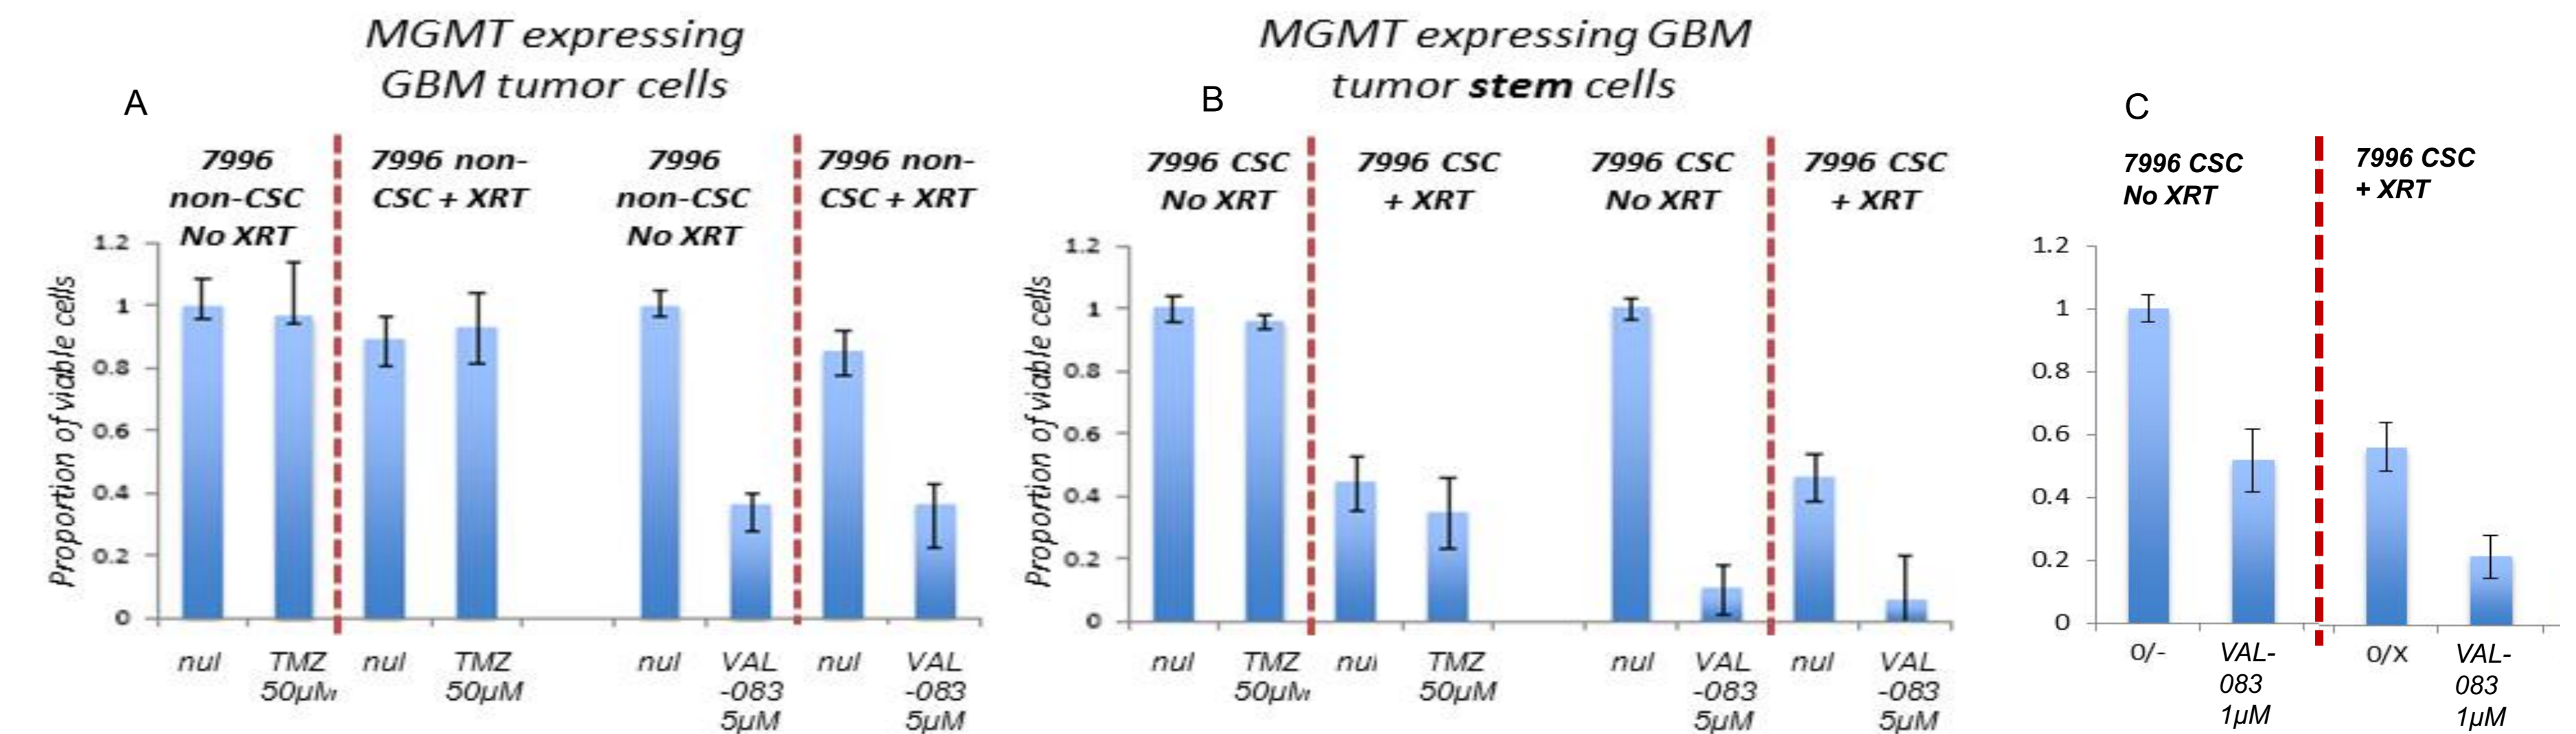 MGMT expressing
GBM tumor cells
A
7996
non-CSC
No XRT
7996 non-
CSC + XRT
7996
non-CSC
No XRT
7996 non-
CSC + XRT
Proportion of viable cells
1.2
1
0.8
0.6
0.4
0.2
0
nul
TMZ
50µM
nul
TMZ
50µM
nul
VAL
-083
5µM
nul
VAL
-083
5µM
MGMT expressing GBM
tumor stem cells
B
7996 CSC
No XRT
7996 CSC
+ XRT
7996 CSC
No XRT
7996 CSC
+ XRT
Proportion of viable cells
1.2
1
0.8
0.6
0.4
0.2
0
nul
TMZ
50µM
nul
TMZ
50µM
nul
VAL
-083
5µM
nul
VAL
-083
5µM
C
7996 CSC
No XRT
7996 CSC
+ XRT
1.2
1
0.8
0.6
0.4
0.2
0
0/-
VAL-
083
1µM
0/X
VAL-
083
1µM